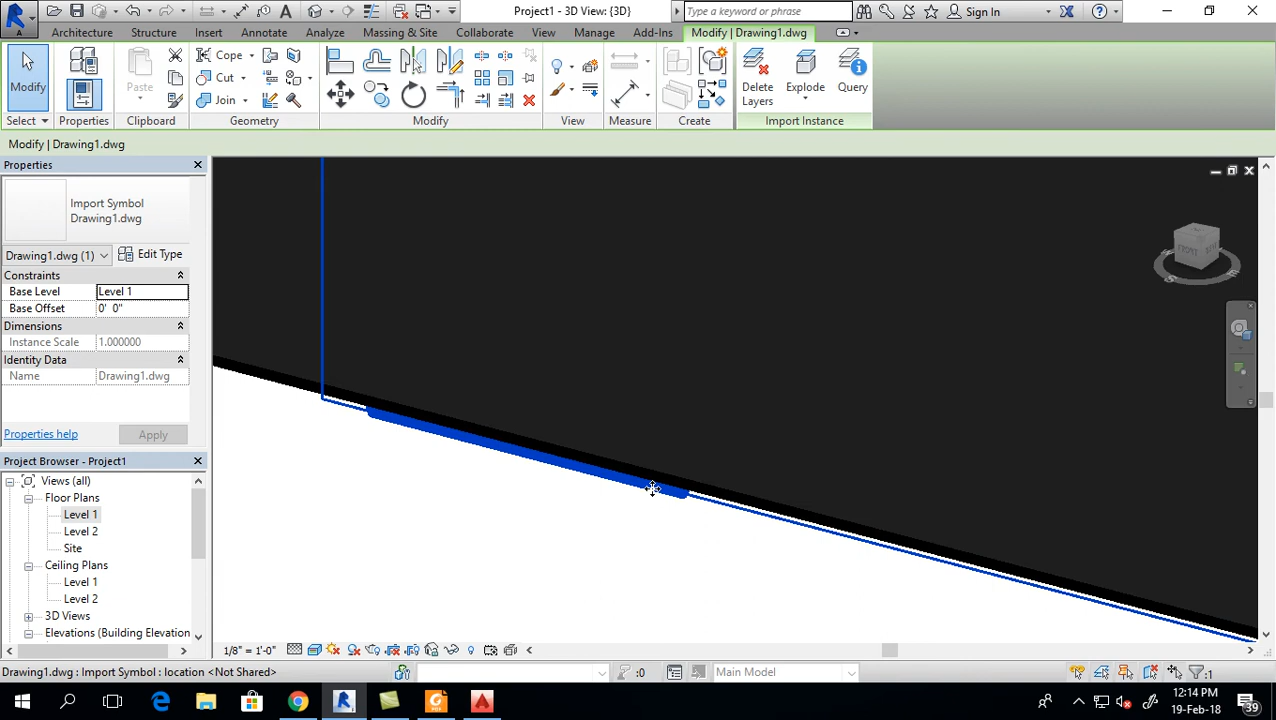 Project1 - 3D View: {3D}
Type a keyword or phrase
Sign In
Architecture
Structure
Insert
Annotate
Analyze
Massing & Site
Collaborate
View
Manage
Add-Ins
Modify | Drawing1.dwg
Modify
Paste
Cope
Cut
Join
Delete Layers
Explode
Query
Select
Properties
Clipboard
Geometry
Modify
View
Measure
Create
Import Instance
Modify | Drawing1.dwg
Properties
Import Symbol
Drawing1.dwg
Drawing1.dwg (1)
Edit Type
Constraints
Base Level
Level 1
Base Offset
0'  0"
Dimensions
Instance Scale
1.000000
Identity Data
Name
Drawing1.dwg
Properties help
Apply
Project Browser - Project1
Views (all)
Floor Plans
Level 1
Level 2
Site
Ceiling Plans
Level 1
Level 2
3D Views
Elevations (Building Elevation
FRONT
1/8" = 1'-0"
Drawing1.dwg : Import Symbol : location <Not Shared>
:0
Main Model
:1
12:14 PM
19-Feb-18
39